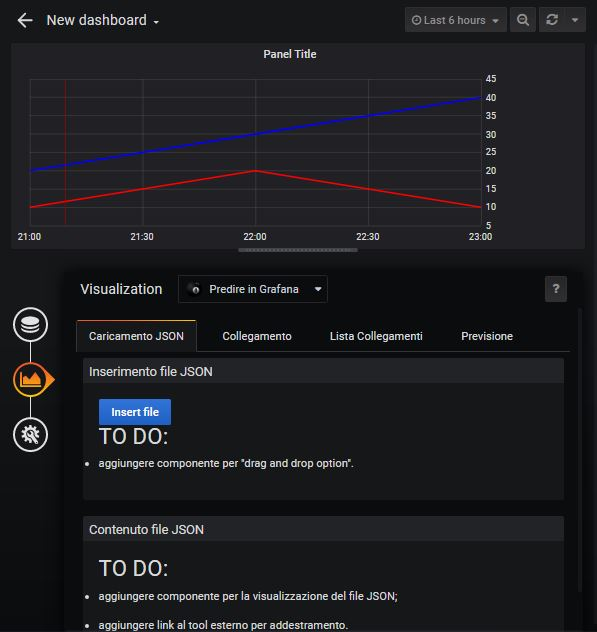 New dashboard
Last 6 hours
Panel Title
45
40
35
30
25
20
15
10
5
21:00 21:30 22:00 22:30 23:00
Visualization Predire in Grafana ?
Caricamento JSON Collegamento Lista Collegamenti Previsione
Inserimento file JSON
Insert file
TO DO:
aggiungere componente per "drag and drop option".
Contenuto file JSON
TO DO:
aggiungere componente per la visualizzazione del file JSON;
aggiungere link al tool esterno per addestramento.